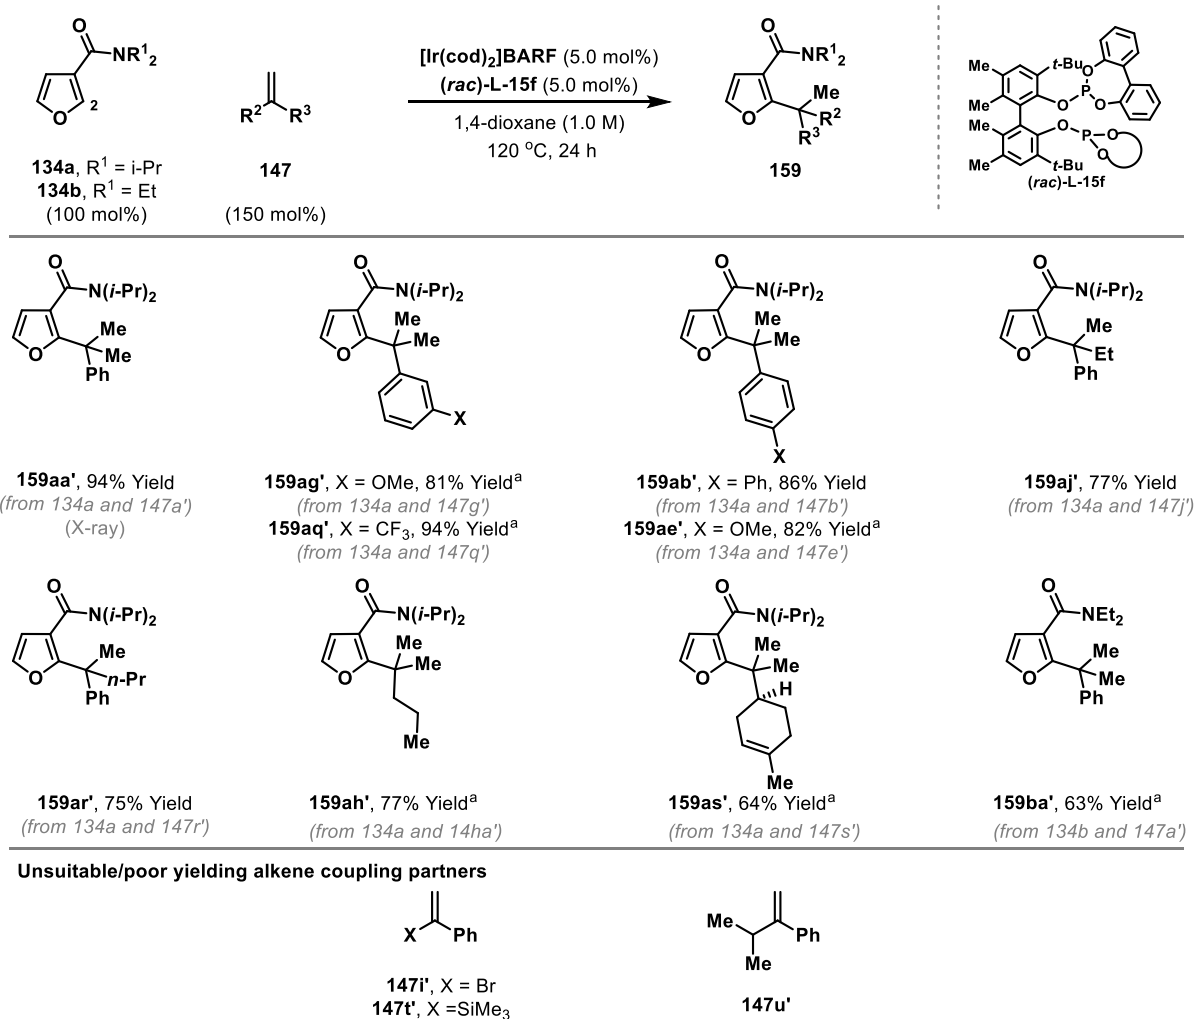 O
NR¹₂
2
O
134a, R¹ = i-Pr
134b, R¹ = Et
(100 mol%)
R² R³
147
(150 mol%)
[Ir(cod)₂]BARF (5.0 mol%)
(rac)-L-15f (5.0 mol%)
1,4-dioxane (1.0 M)
120 ºC, 24 h
O
NR¹₂
Me
O
R²
R³
159
Me
t-Bu
O
P
Me
O
O
Me
O P O
O
Me
t-Bu
(rac)-L-15f
O
N(i-Pr)₂
Me
O
Me
Ph
159aa', 94% Yield
(from 134a and 147a')
(X-ray)
O
N(i-Pr)₂
Me
O
Me
X
159ag', X = OMe, 81% Yieldᵃ
(from 134a and 147g')
159aq', X = CF₃, 94% Yieldᵃ
(from 134a and 147q')
O
N(i-Pr)₂
Me
O
Me
X
159ab', X = Ph, 86% Yield
(from 134a and 147b')
159ae', X = OMe, 82% Yieldᵃ
(from 134a and 147e')
O
N(i-Pr)₂
Me
O
Et
Ph
159aj', 77% Yield
(from 134a and 147j')
O
N(i-Pr)₂
Me
O
n-Pr
Ph
159ar', 75% Yield
(from 134a and 147r')
O
N(i-Pr)₂
Me
O
Me
Me
159ah', 77% Yieldᵃ
(from 134a and 14ha')
O
N(i-Pr)₂
Me
O
Me
H
Me
159as', 64% Yieldᵃ
(from 134a and 147s')
O
NEt₂
Me
O
Me
Ph
159ba', 63% Yieldᵃ
(from 134b and 147a')
Unsuitable/poor yielding alkene coupling partners
X Ph
147i', X = Br
147t', X =SiMe₃
Me
Ph
Me
147u'